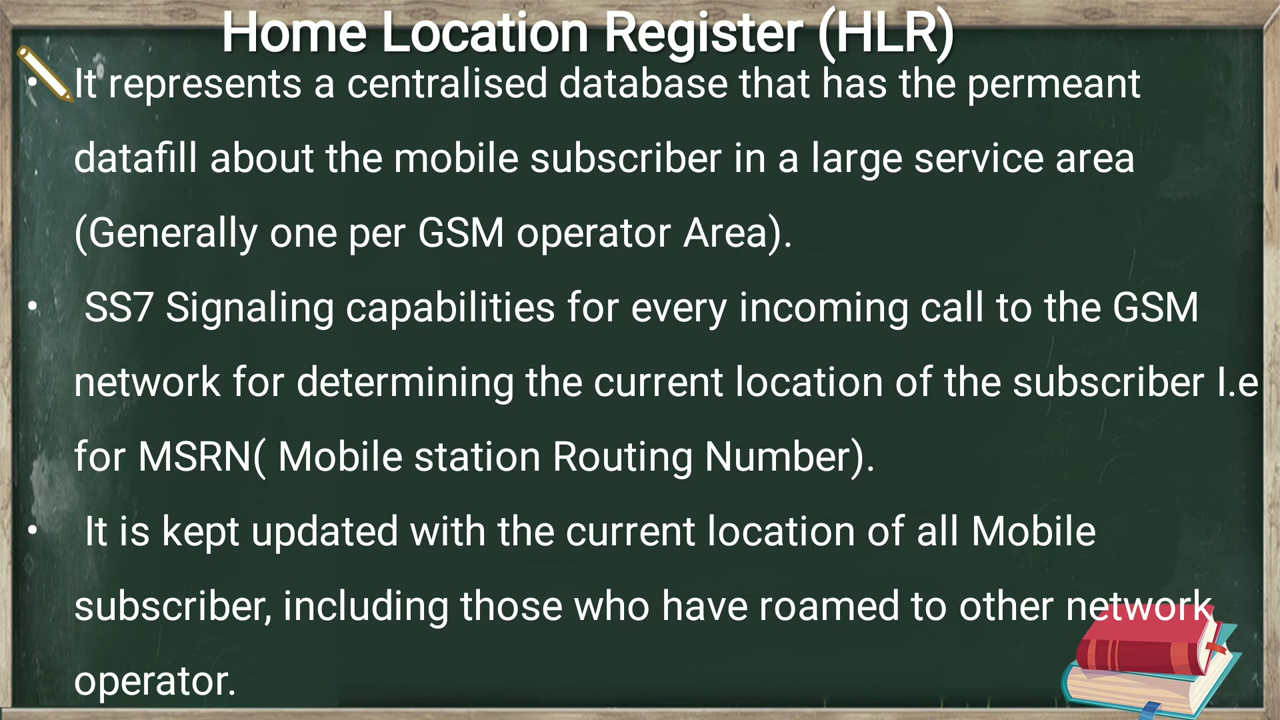 Home Location Register (HLR)
• It represents a centralised database that has the permeant
datafill about the mobile subscriber in a large service area
(Generally one per GSM operator Area).
• SS7 Signaling capabilities for every incoming call to the GSM
network for determining the current location of the subscriber I.e
for MSRN( Mobile station Routing Number).
• It is kept updated with the current location of all Mobile
subscriber, including those who have roamed to other network
operator.